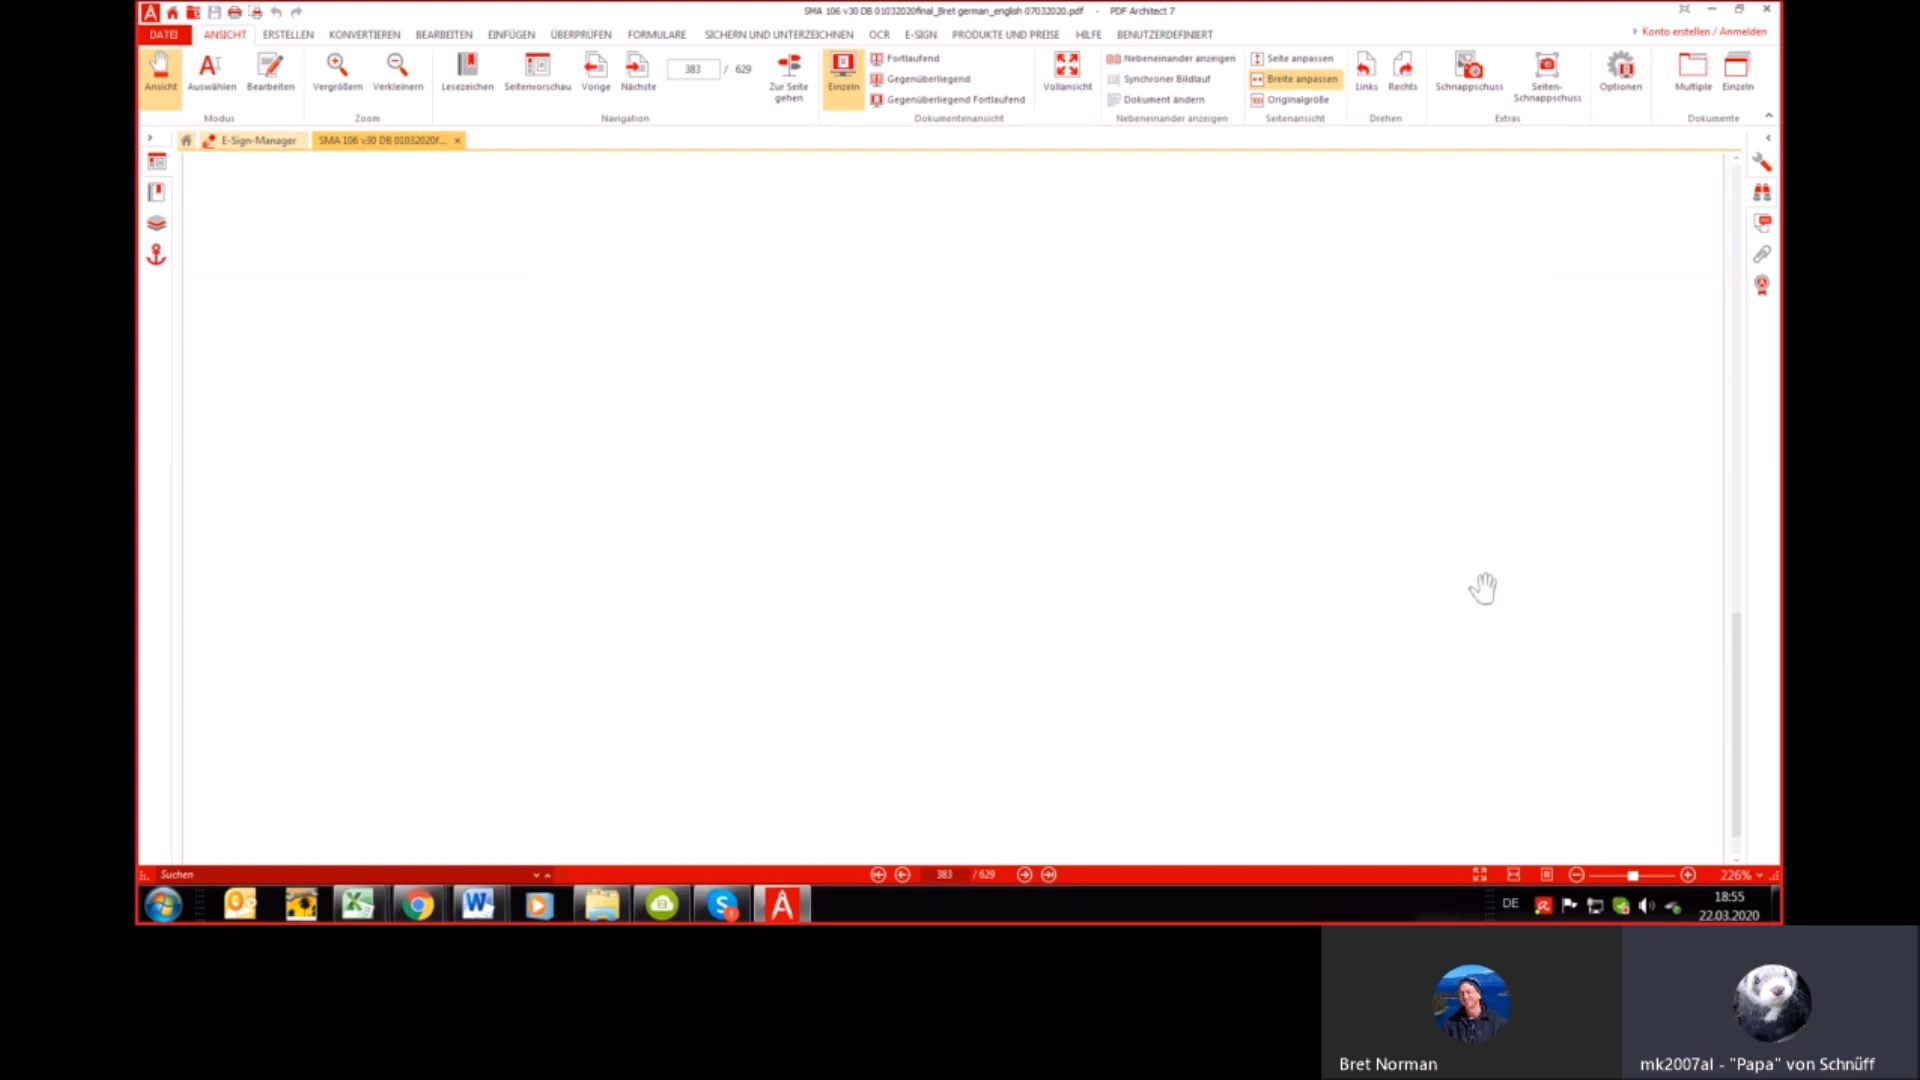 SMA 106 v30 DB 01032020final_Bret german_english 07032020.pdf - PDF Architect 7
DATEI ANSICHT ERSTELLEN KONVERTIEREN BEARBEITEN EINFÜGEN ÜBERPRÜFEN FORMULARE SICHERN UND UNTERZEICHNEN OCR E-SIGN PRODUKTE UND PREISE HILFE BENUTZERDEFINIERT Konto erstellen / Anmelden
Ansicht Auswählen Bearbeiten
Modus
Vergrößern Verkleinern
Zoom
Lesezeichen Seitenvorschau Vorige Nächste 383 / 629 Zur Seite gehen
Navigation
Einzeln
Fortlaufend
Gegenüberliegend
Gegenüberliegend Fortlaufend
Dokumentenansicht
Vollansicht
Nebeneinander anzeigen
Synchroner Bildlauf
Dokument ändern
Nebeneinander anzeigen
Seite anpassen
Breite anpassen
Originalgröße
Seitenansicht
Links Rechts
Drehen
Schnappschuss Seiten-
Schnappschuss
Extras
Optionen
Multiple Einzeln
Dokumente
E-Sign-Manager SMA 106 v30 DB 01032020f... ×
Suchen 383 / 629 226%
DE 18:55
22.03.2020
Bret Norman mk2007al - "Papa" von Schnüff